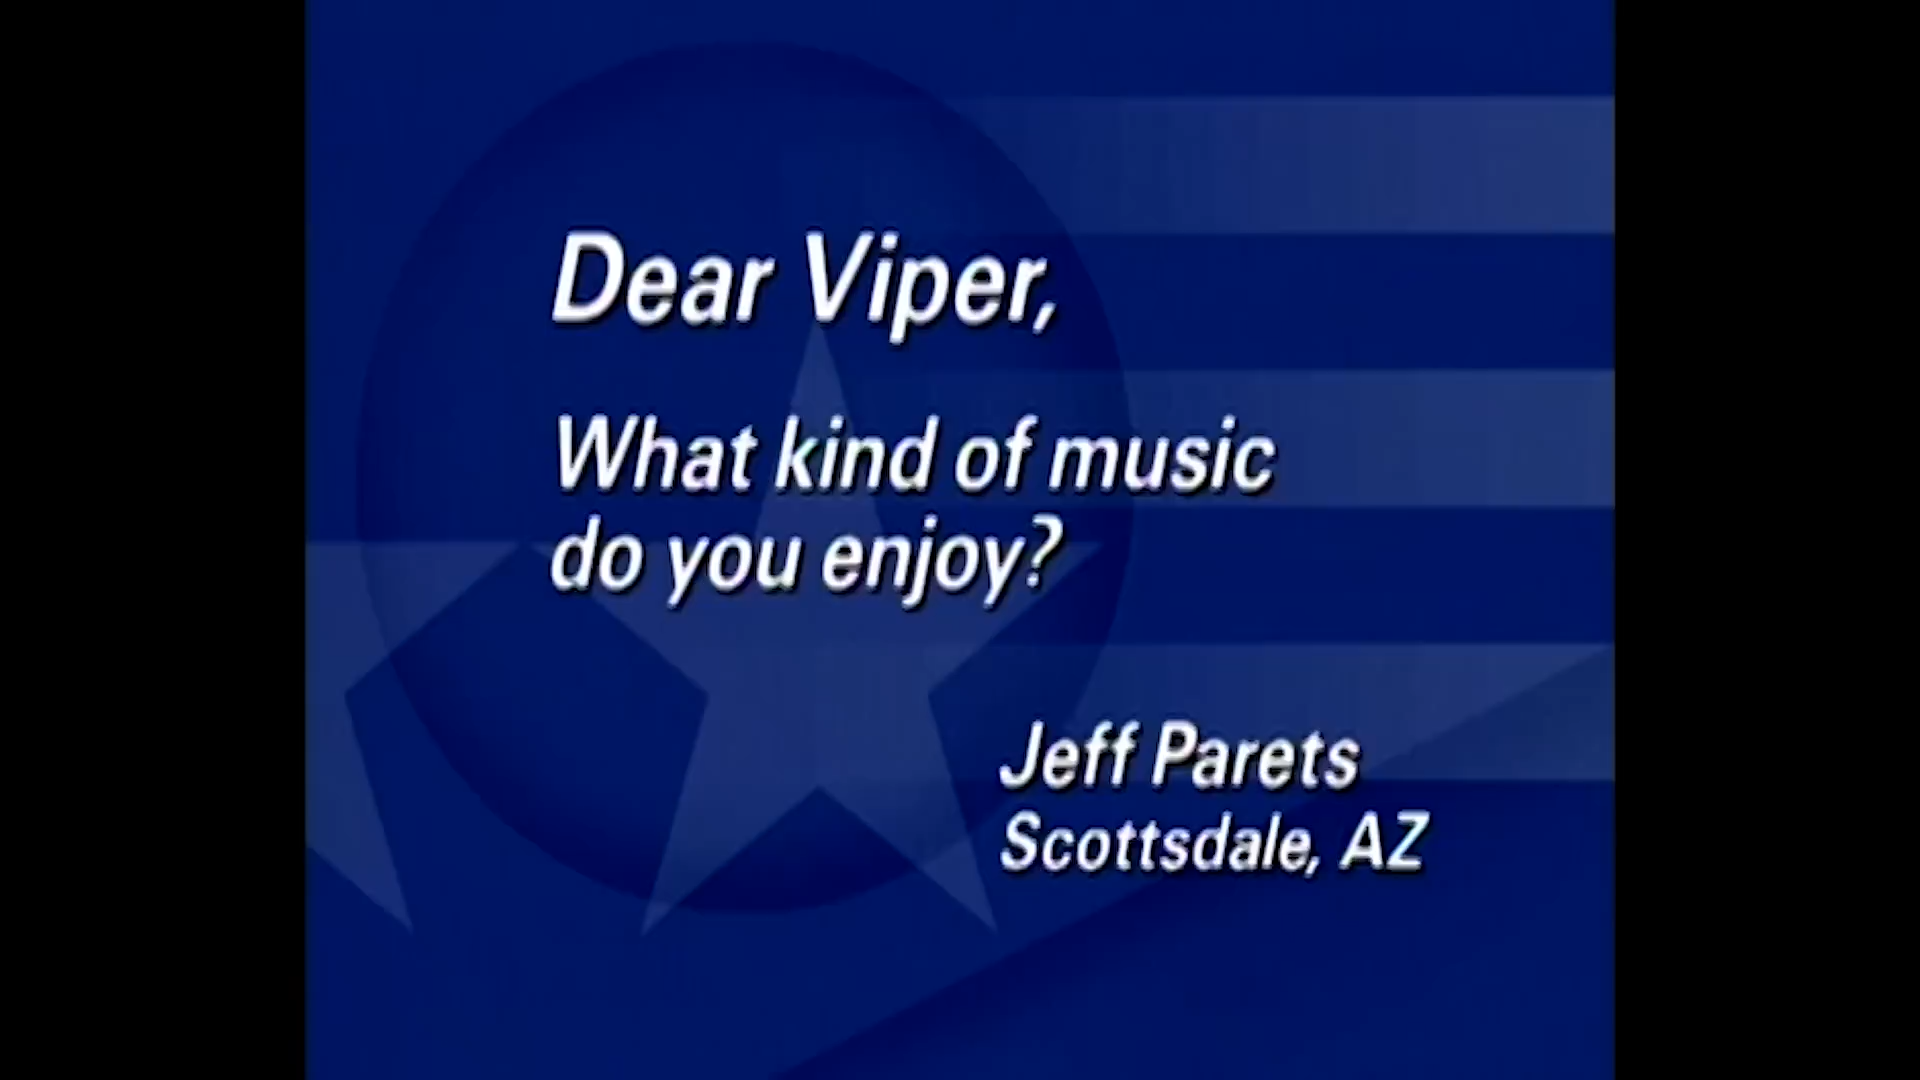 Dear Viper,
What kind of music
do you enjoy?
Jeff Parets
Scottsdale, AZ